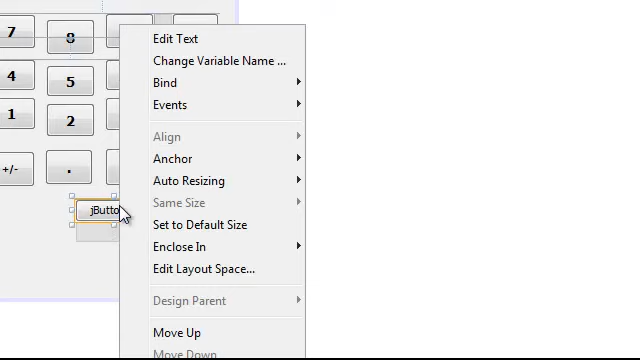 7
8
4
5
1
2
+/-
.
jButto
Edit Text
Change Variable Name ...
Bind
Events
Align
Anchor
Auto Resizing
Same Size
Set to Default Size
Enclose In
Edit Layout Space...
Design Parent
Move Up
Move Down